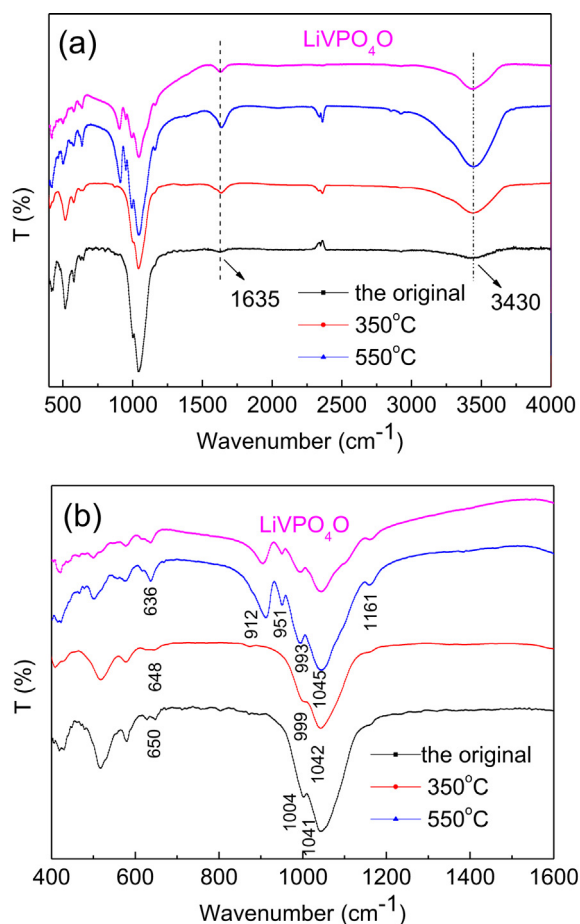 (a)
LiVPO4O
T (%)
1635
3430
the original
350°C
550°C
500 1000 1500 2000 2500 3000 3500 4000
Wavenumber (cm-1)
(b)
LiVPO4O
T (%)
636
912
951
993
1045
1161
648
999
1042
650
1004
1041
the original
350°C
550°C
400 600 800 1000 1200 1400 1600
Wavenumber (cm-1)